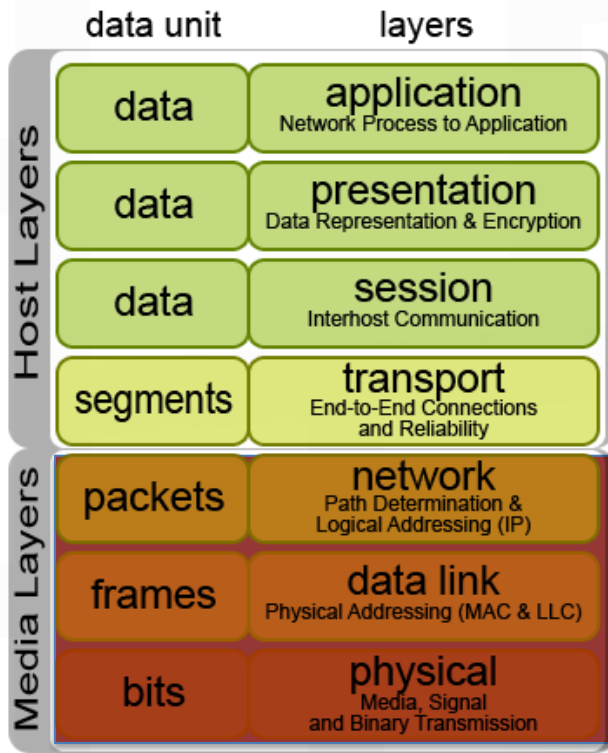 data unit layers
Host Layers
data application
Network Process to Application
data presentation
Data Representation & Encryption
data session
Interhost Communication
segments transport
End-to-End Connections
and Reliability
Media Layers
packets network
Path Determination &
Logical Addressing (IP)
frames data link
Physical Addressing (MAC & LLC)
bits physical
Media, Signal
and Binary Transmission